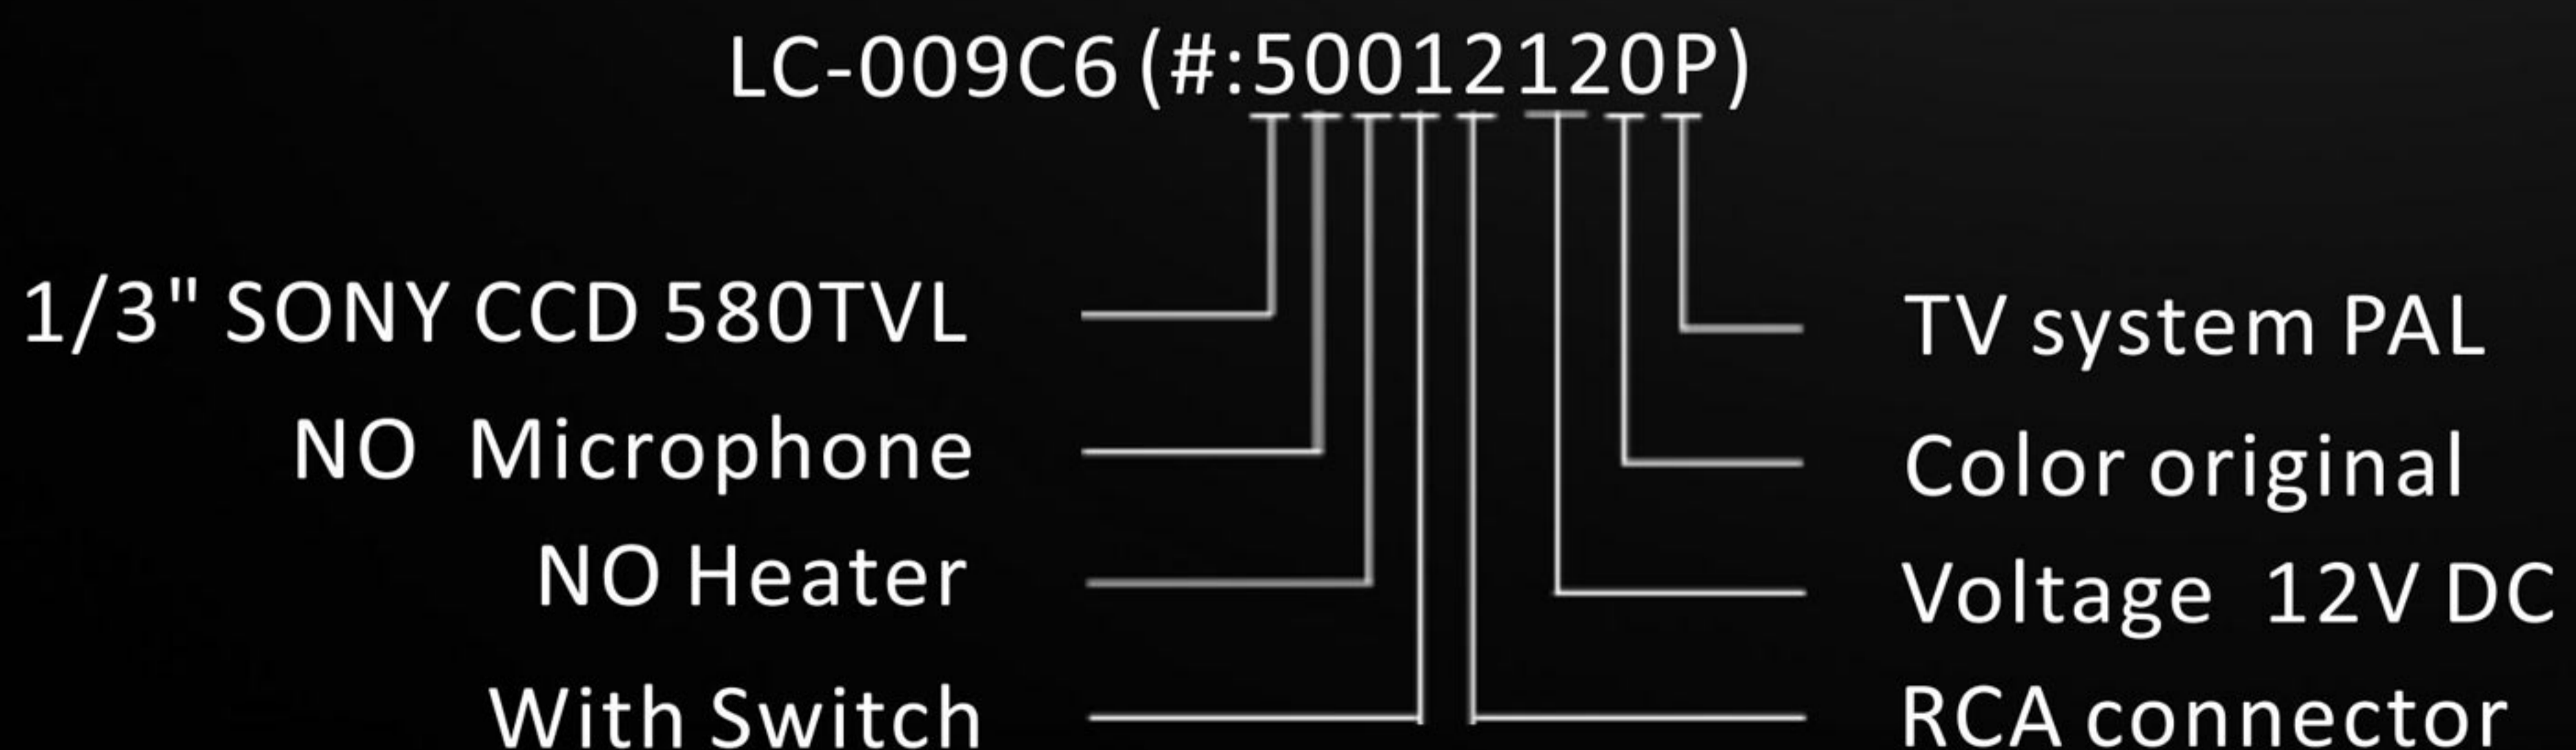 LC-009C6 (#:50012120P)
1/3" SONY CCD 580TVL
NO Microphone
NO Heater
With Switch
TV system PAL
Color original
Voltage 12V DC
RCA connector